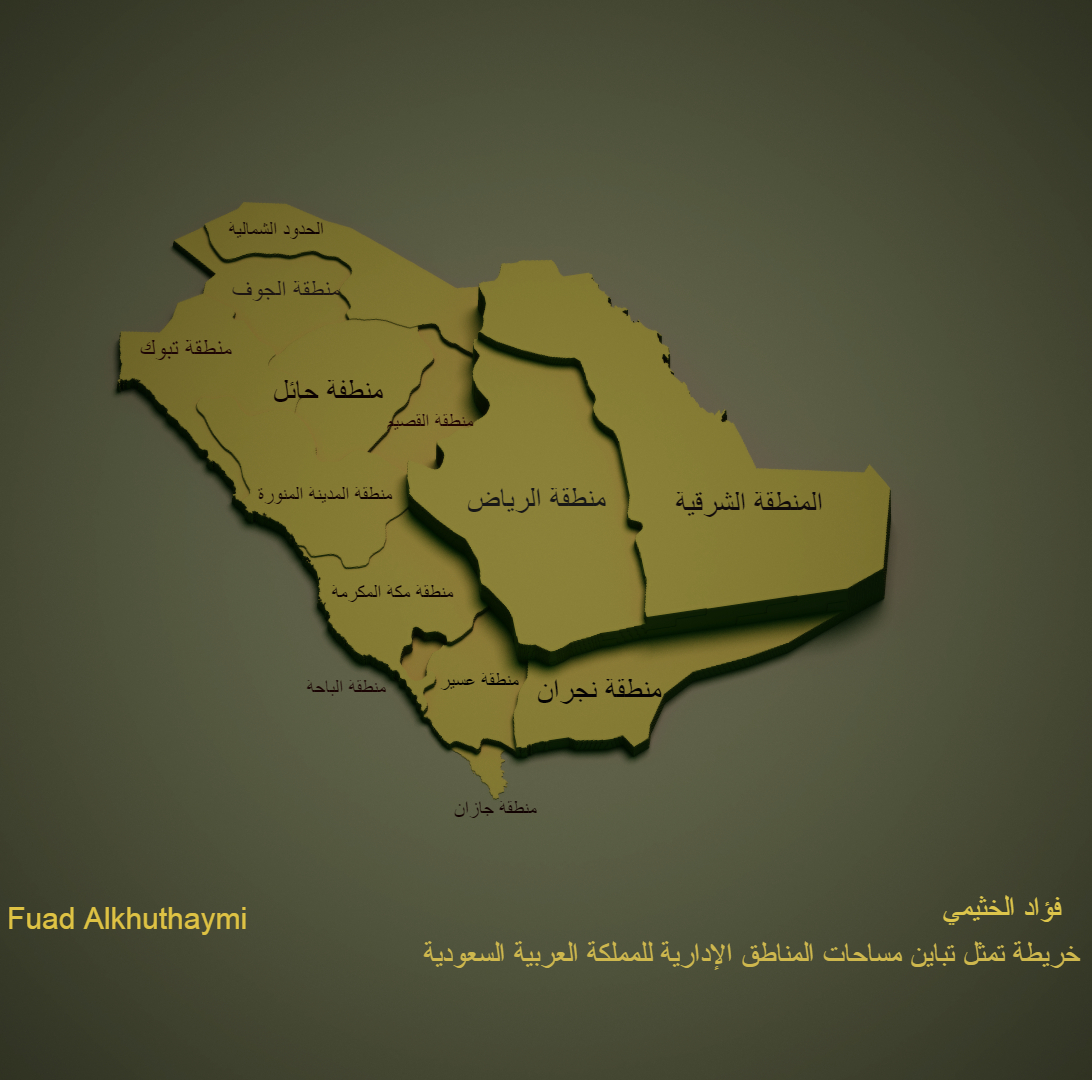 الحدود الشمالية
منطقة الجوف
منطقة تبوك
منطفة حائل
منطقة القصيم
منطقة المدينة المنورة
منطقة الرياض
المنطقة الشرقية
منطقة مكة المكرمة
منطقة الباحة
منطقة عسير
منطقة نجران
منطقة جازان
فؤاد الخثيمي
Fuad Alkhuthaymi
خريطة تمثل تباين مساحات المناطق الإدارية للمملكة العربية السعودية